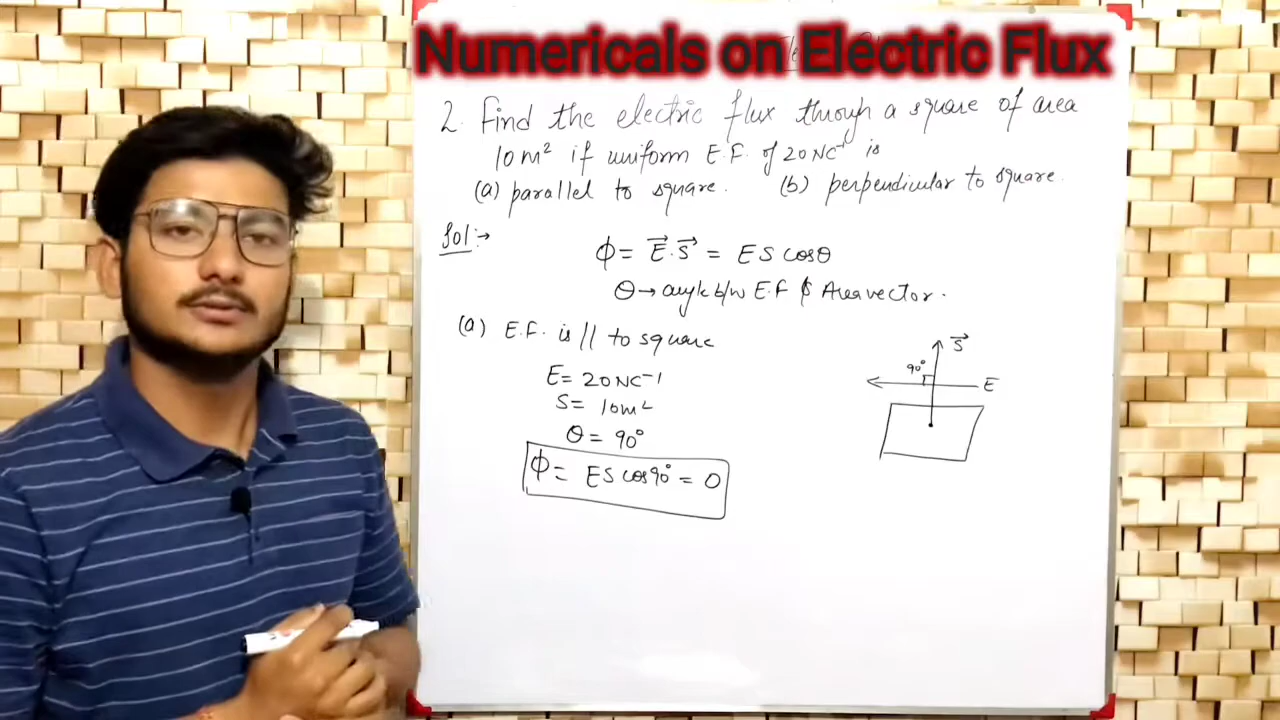 Numericals on Electric Flux
2. Find the electric flux through a square of area
10m² if uniform E.F. of 20NC⁻¹ is
(a) parallel to square. (b) perpendicular to square.
Sol:→
ϕ = E⃗.S⃗ = ES cosθ
θ → angle b/w E.F & Area vector.
(a) E.F. is // to square
E = 20NC⁻¹
S = 10m²
θ = 90°
ϕ = ES cos90° = 0
S⃗
90°
E